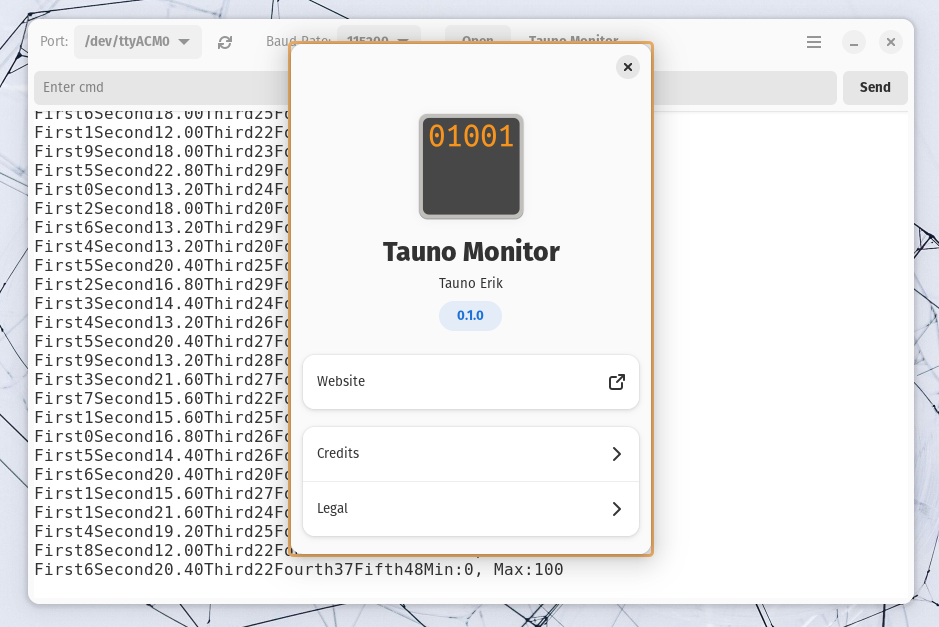 Port: /dev/ttyACM0 Baud Rate: 115200 Open Tauno Monitor
Enter cmd Send
First6Second18.00Third25Fo
First1Second12.00Third22Fo
First9Second18.00Third23Fo
First5Second22.80Third29Fo
First0Second13.20Third24Fo
First2Second18.00Third20Fo
First6Second13.20Third29Fo
First4Second13.20Third20Fo
First5Second20.40Third25Fo
First2Second16.80Third29Fo
First3Second14.40Third24Fo
First4Second13.20Third26Fo
First5Second20.40Third27Fo
First9Second13.20Third28Fo
First3Second21.60Third27Fo
First7Second15.60Third22Fo
First1Second15.60Third25Fo
First0Second16.80Third26Fo
First5Second14.40Third26Fo
First6Second20.40Third20Fo
First1Second15.60Third27Fo
First1Second21.60Third24Fo
First4Second19.20Third25Fo
First8Second12.00Third22Fo
First6Second20.40Third22Fourth37Fifth48Min:0, Max:100
01001
Tauno Monitor
Tauno Erik
0.1.0
Website
Credits
Legal